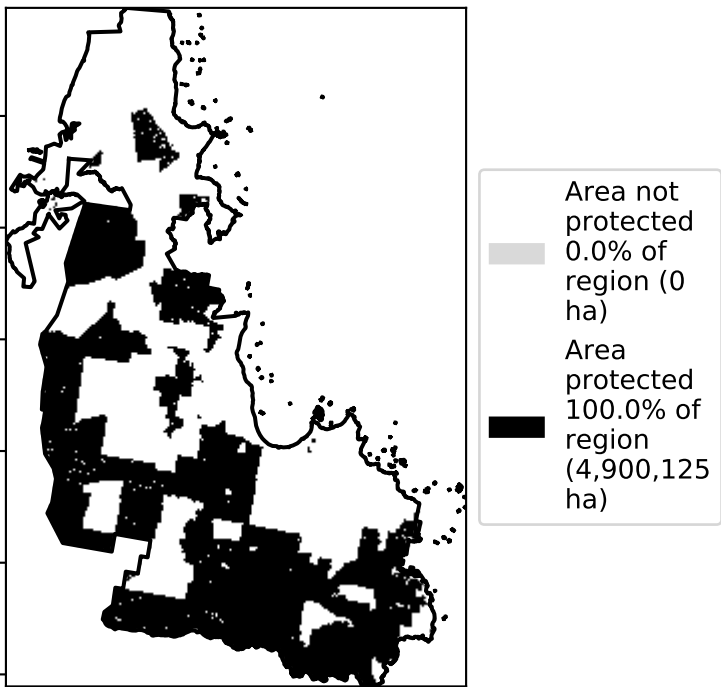 Area not
protected
0.0% of
region (0
ha)
Area
protected
100.0% of
region
(4,900,125
ha)